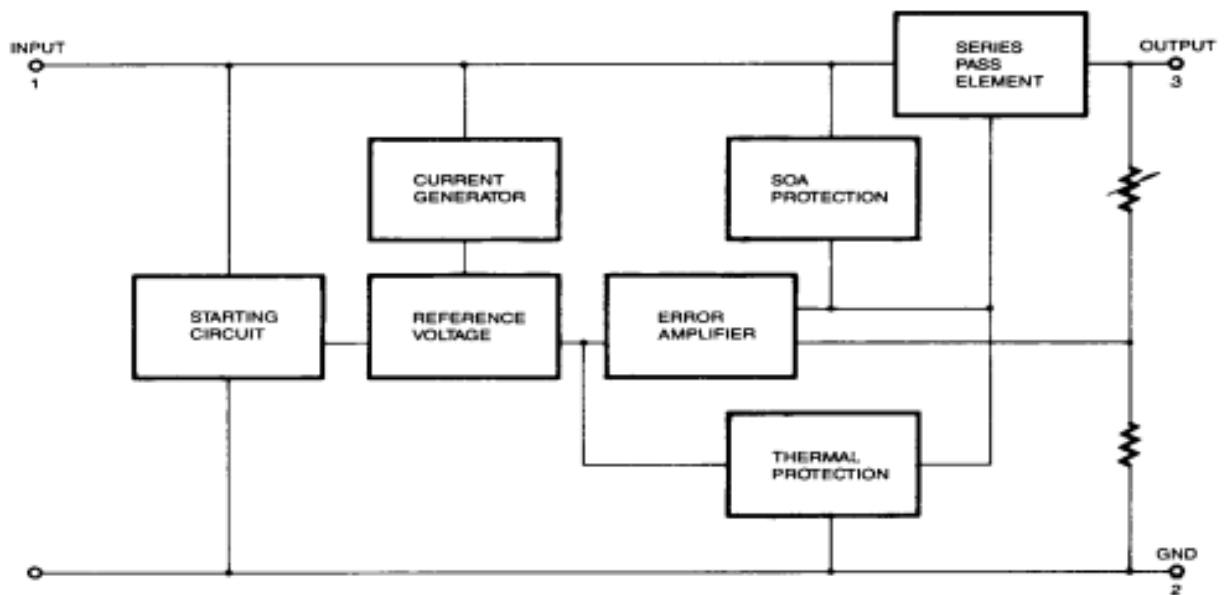 INPUT
1
SERIES
PASS
ELEMENT
OUTPUT
3
CURRENT
GENERATOR
SOA
PROTECTION
STARTING
CIRCUIT
REFERENCE
VOLTAGE
ERROR
AMPLIFIER
THERMAL
PROTECTION
GND
2